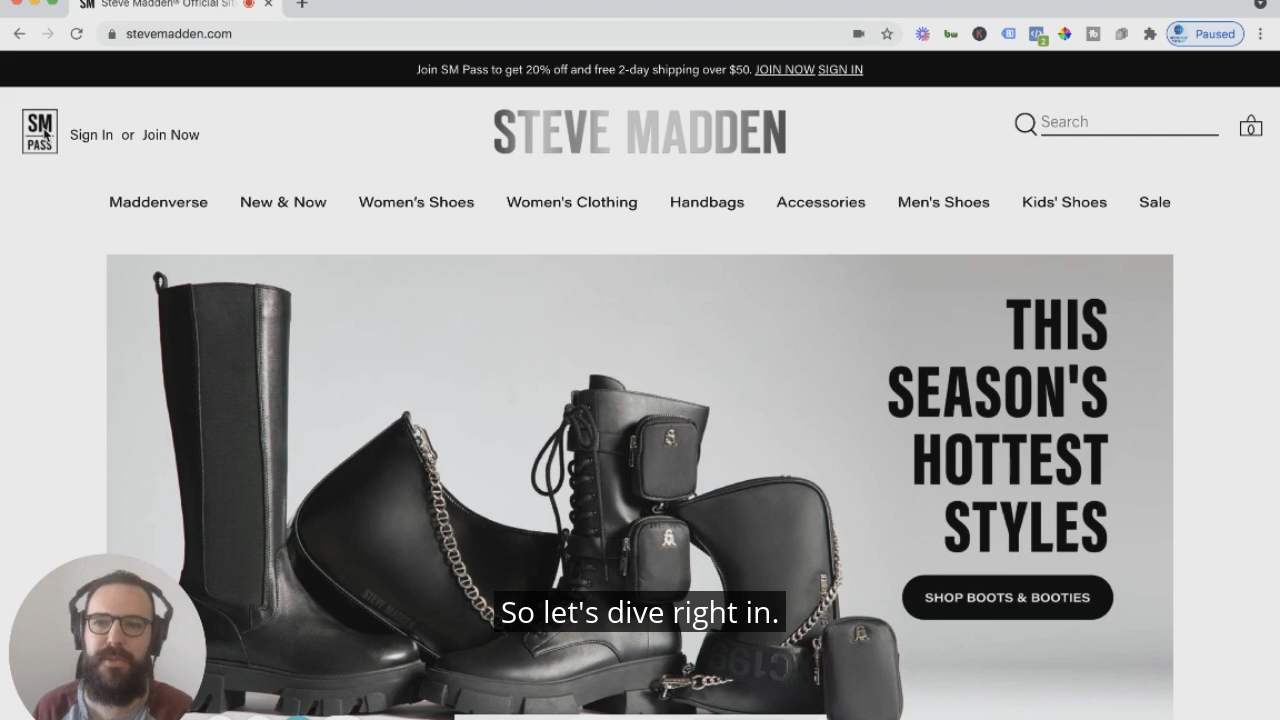 SM Steve Madden® Official Sit
stevemadden.com
Paused
Join SM Pass to get 20% off and free 2-day shipping over $50. JOIN NOW SIGN IN
SM
PASS
Sign In or Join Now
STEVE MADDEN
Search
0
Maddenverse New & Now Women's Shoes Women's Clothing Handbags Accessories Men's Shoes Kids' Shoes Sale
THIS
SEASON'S
HOTTEST
STYLES
SHOP BOOTS & BOOTIES
So let's dive right in.